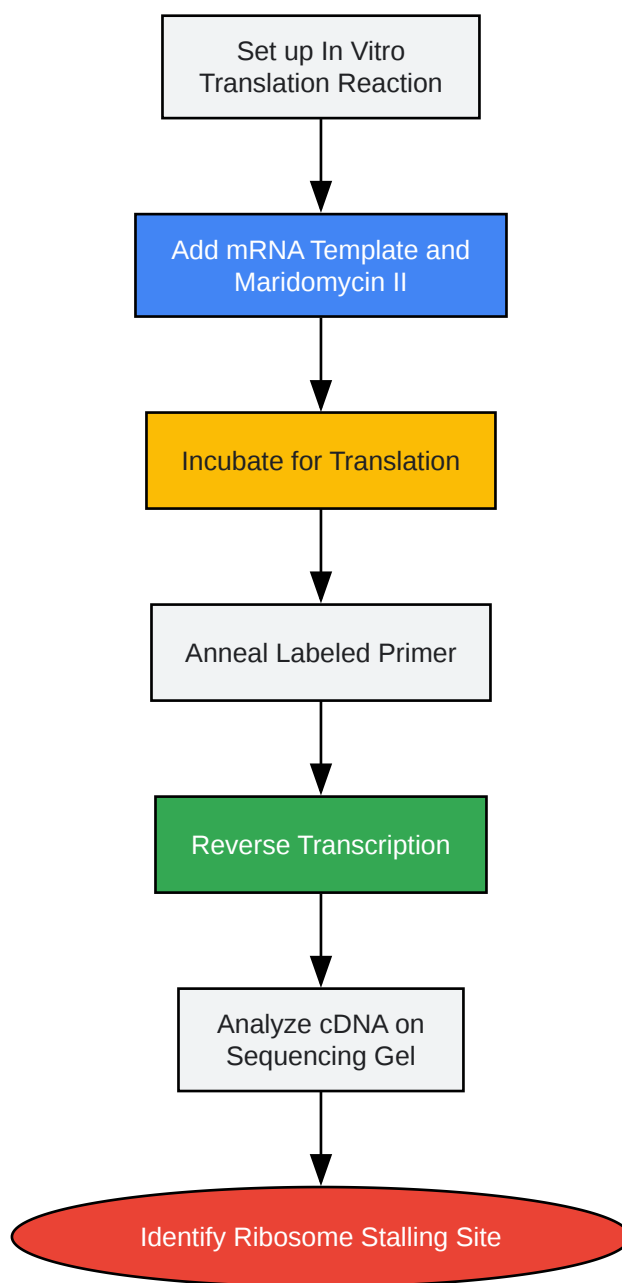 Set up In Vitro
Translation Reaction
Add mRNA Template and
Maridomycin II
Incubate for Translation
Anneal Labeled Primer
Reverse Transcription
Analyze cDNA on
Sequencing Gel
Identify Ribosome Stalling Site